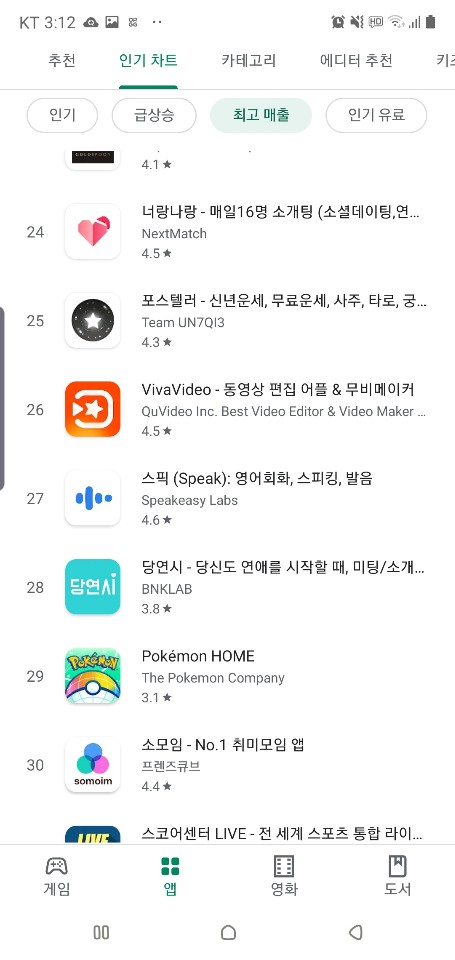 KT 3:12
HD
추천 인기 차트 카테고리 에디터 추천 키즈
인기 급상승 최고 매출 인기 유료
4.1★
24
너랑나랑 - 매일16명 소개팅 (소셜데이팅,연...
NextMatch
4.5★
25
포스텔러 - 신년운세, 무료운세, 사주, 타로, 궁...
Team UN7QI3
4.3★
26
VivaVideo - 동영상 편집 어플 & 무비메이커
QuVideo Inc. Best Video Editor & Video Maker ...
4.5★
27
스픽 (Speak): 영어회화, 스피킹, 발음
Speakeasy Labs
4.6★
28
당연시
당연시 - 당신도 연애를 시작할 때, 미팅/소개...
BNKLAB
3.8★
29
Pokémon
Pokémon HOME
The Pokemon Company
3.1★
30
somoim
소모임 - No.1 취미모임 앱
프렌즈큐브
4.4★
LIVE
스코어센터 LIVE - 전 세계 스포츠 통합 라이...
게임 앱 영화 도서